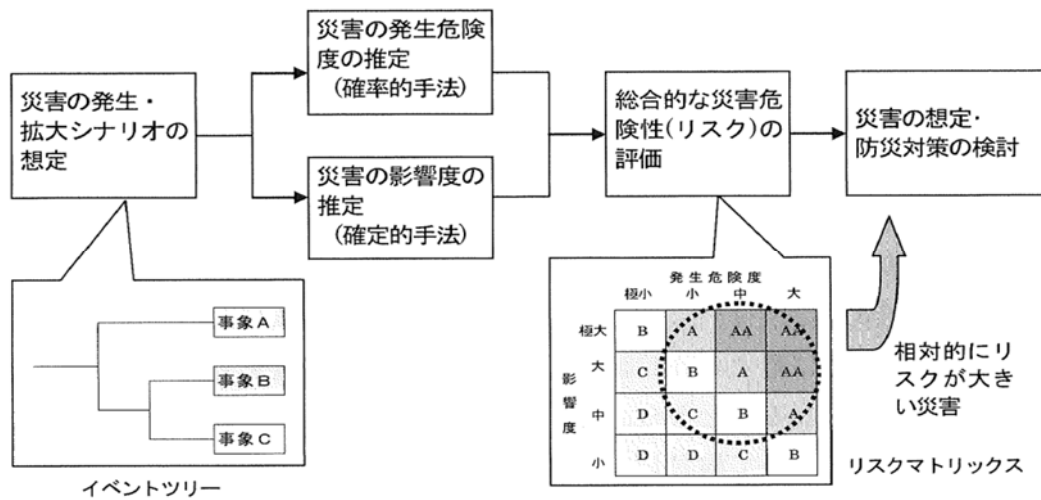 災害の発生・
拡大シナリオの
想定
災害の発生危険
度の推定
(確率的手法)
災害の影響度の
推定
(確定的手法)
総合的な災害危
険性(リスク)の
評価
災害の想定・
防災対策の検討
事象A
事象B
事象C
イベントツリー
発生危険度
極小 小 中 大
影響度
極大 B A AA AA
大 C B A AA
中 D C B A
小 D D C B
相対的にリ
スクが大き
い災害
リスクマトリックス